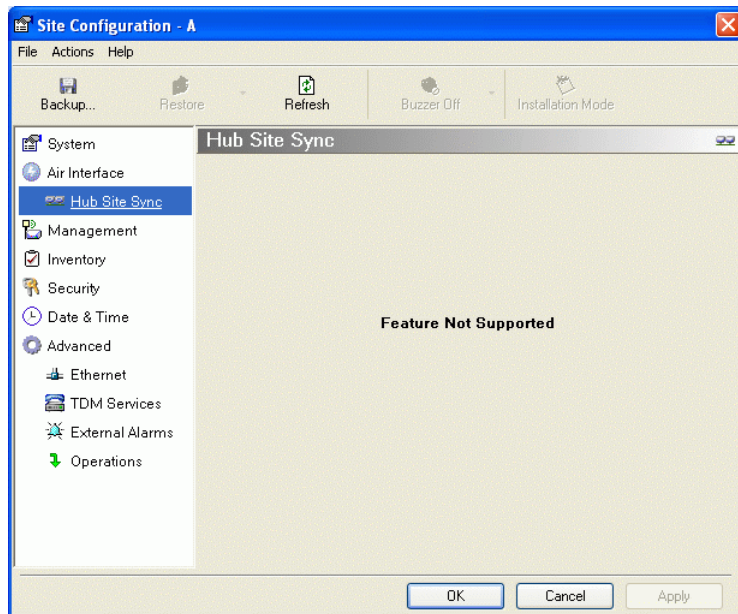 Site Configuration - A
File Actions Help
Backup... Restore Refresh Buzzer Off Installation Mode
Hub Site Sync
System
Air Interface
Hub Site Sync
Management
Inventory
Security
Date & Time
Advanced
Ethernet
TDM Services
External Alarms
Operations
Feature Not Supported
OK Cancel Apply